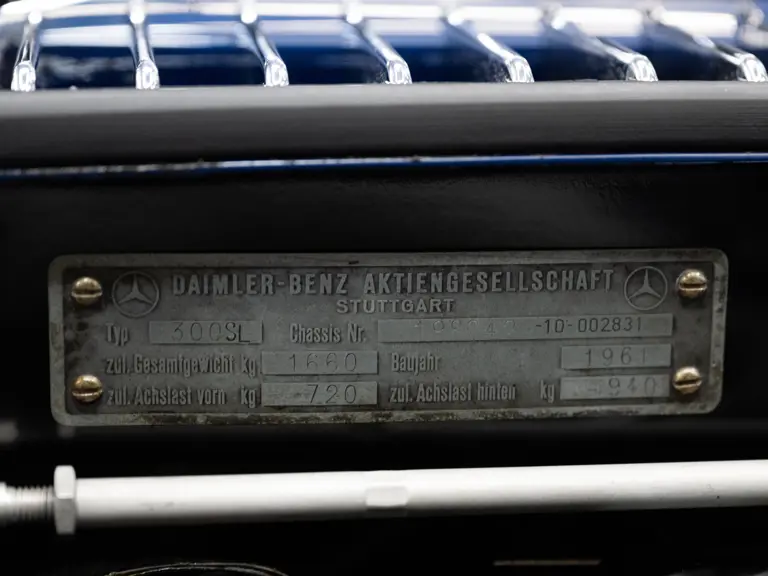 DAIMLER-BENZ AKTIENGESELLSCHAFT
STUTTGART
Typ 300SL Chassis Nr. 198042 -10-002831
zul. Gesamtgewicht kg 1660 Baujahr 1961
zul. Achslast vorn kg 720 zul. Achslast hinten kg 940